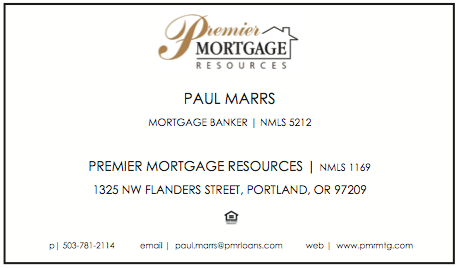 Premier
MORTGAGE
RESOURCES
PAUL MARRS
MORTGAGE BANKER | NMLS 5212
PREMIER MORTGAGE RESOURCES | NMLS 1169
1325 NW FLANDERS STREET, PORTLAND, OR 97209
p| 503-781-2114 email | paul.marrs@pmrloans.com web | www.pmrmtg.com